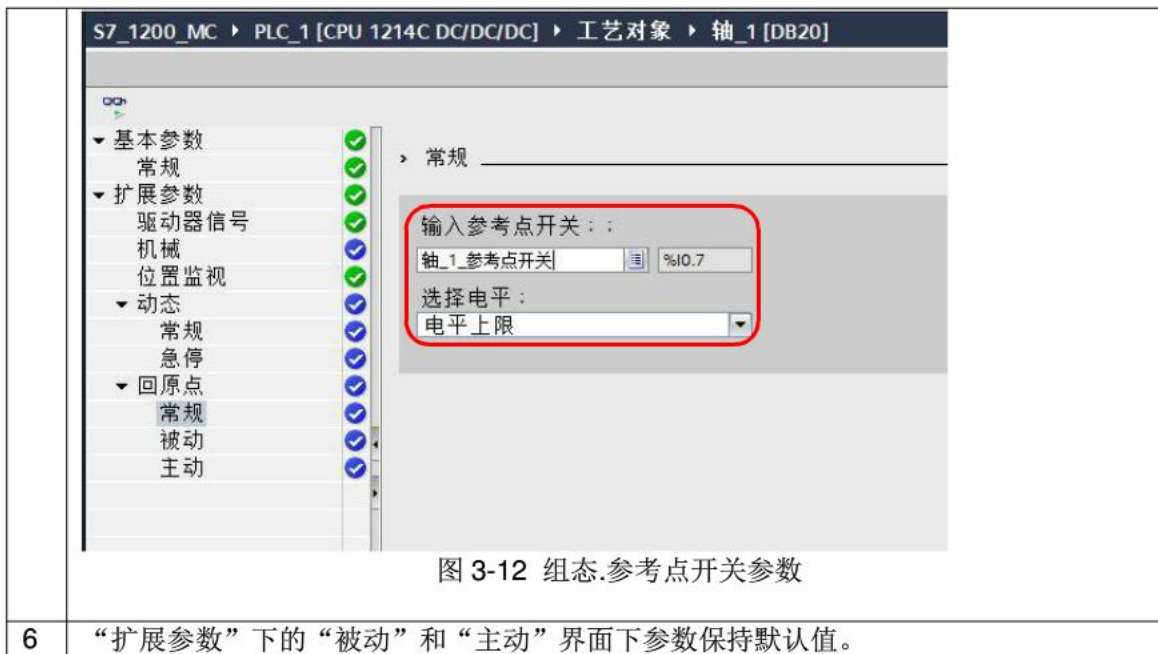 S7_1200_MC ▸ PLC_1 [CPU 1214C DC/DC/DC] ▸ 工艺对象 ▸ 轴_1 [DB20]
基本参数
常规
扩展参数
驱动器信号
机械
位置监视
动态
常规
急停
回原点
常规
被动
主动
常规
输入参考点开关：：
轴_1_参考点开关 %I0.7
选择电平：
电平上限
图 3-12 组态.参考点开关参数
6 “扩展参数”下的“被动”和“主动”界面下参数保持默认值。